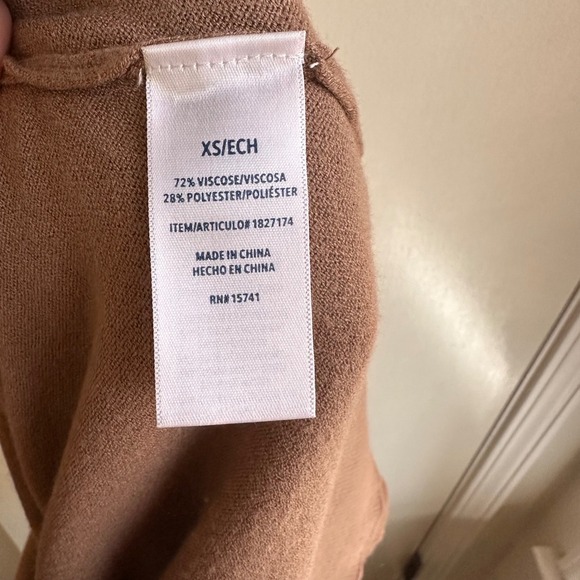 XS/ECH
72% VISCOSE/VISCOSA
28% POLYESTER/POLIÉSTER
ITEM/ARTICULO# 1827174
MADE IN CHINA
HECHO EN CHINA
RN# 15741